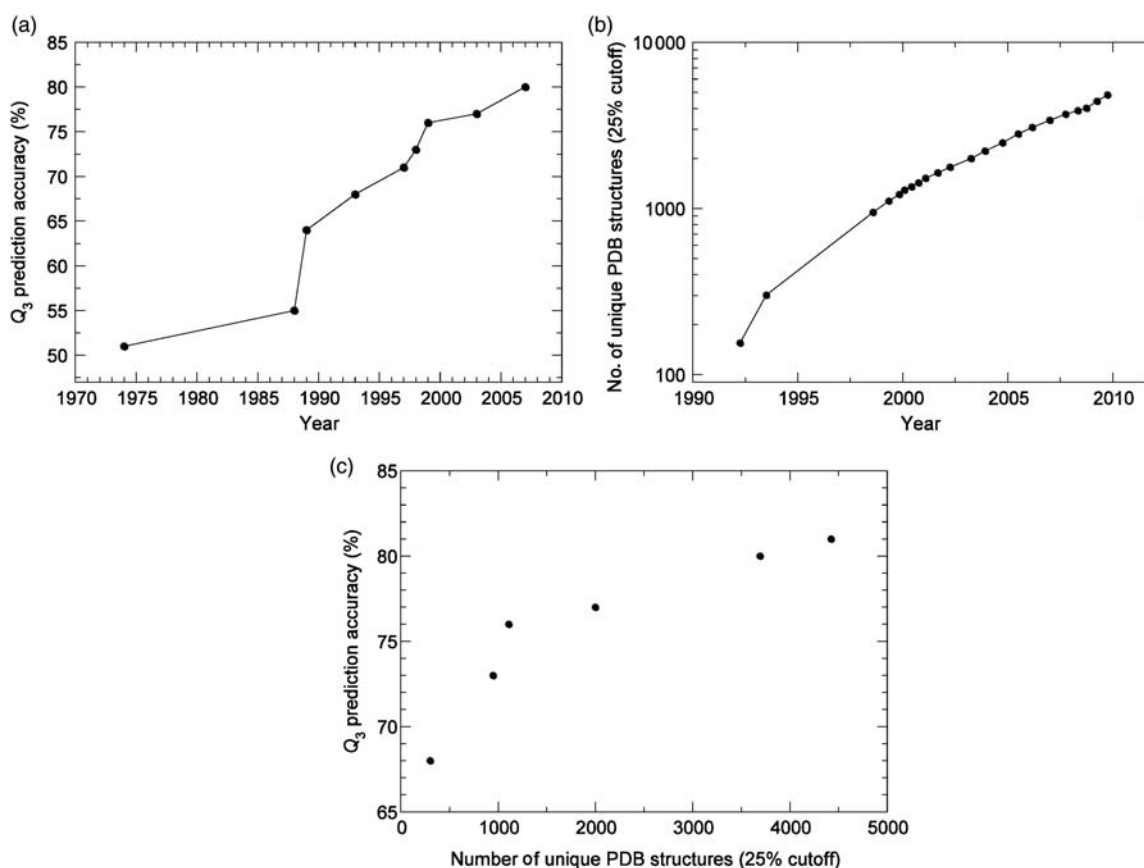 (a)
85
80
75
70
65
60
55
50
Q3 prediction accuracy (%)
1970 1975 1980 1985 1990 1995 2000 2005 2010
Year
(b)
10 000
1000
100
No. of unique PDB structures (25% cutoff)
1990 1995 2000 2005 2010
Year
(c)
85
80
75
70
65
Q3 prediction accuracy (%)
0 1000 2000 3000 4000 5000
Number of unique PDB structures (25% cutoff)